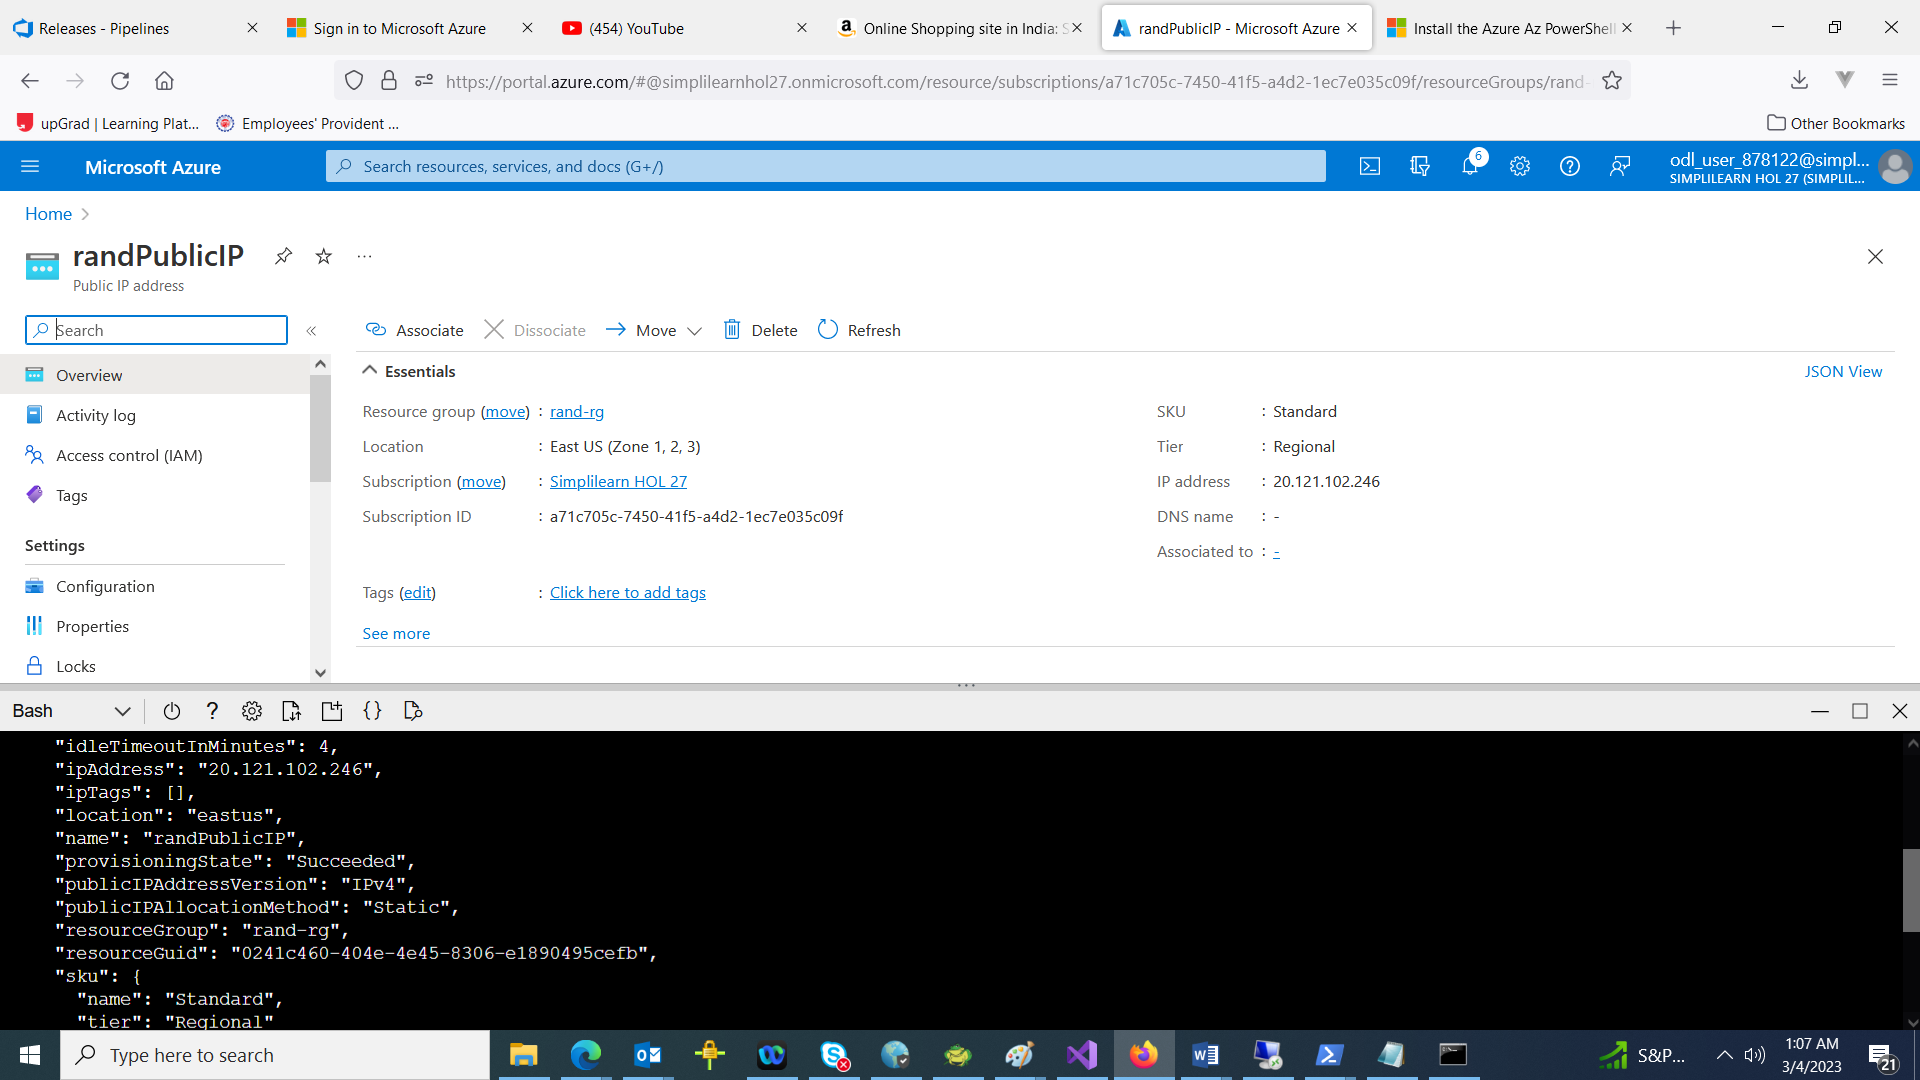 Releases - Pipelines
Sign in to Microsoft Azure
(454) YouTube
Online Shopping site in India: S
randPublicIP - Microsoft Azure
Install the Azure Az PowerShell
https://portal.azure.com/#@simplilearnhol27.onmicrosoft.com/resource/subscriptions/a71c705c-7450-41f5-a4d2-1ec7e035c09f/resourceGroups/rand-
upGrad | Learning Plat...
Employees' Provident ...
Other Bookmarks
Microsoft Azure
Search resources, services, and docs (G+/)
6
odl_user_878122@simpl...
SIMPLILEARN HOL 27 (SIMPLIL...
Home
randPublicIP
Public IP address
Search
Associate
Dissociate
Move
Delete
Refresh
Overview
Activity log
Access control (IAM)
Tags
Settings
Configuration
Properties
Locks
Essentials
JSON View
Resource group (move) : rand-rg
Location : East US (Zone 1, 2, 3)
Subscription (move) : Simplilearn HOL 27
Subscription ID : a71c705c-7450-41f5-a4d2-1ec7e035c09f
SKU : Standard
Tier : Regional
IP address : 20.121.102.246
DNS name : -
Associated to : -
Tags (edit) : Click here to add tags
See more
Bash
"idleTimeoutInMinutes": 4,
"ipAddress": "20.121.102.246",
"ipTags": [],
"location": "eastus",
"name": "randPublicIP",
"provisioningState": "Succeeded",
"publicIPAddressVersion": "IPv4",
"publicIPAllocationMethod": "Static",
"resourceGroup": "rand-rg",
"resourceGuid": "0241c460-404e-4e45-8306-e1890495cefb",
"sku": {
"name": "Standard",
"tier": "Regional"
Type here to search
S&P...
1:07 AM
3/4/2023
21